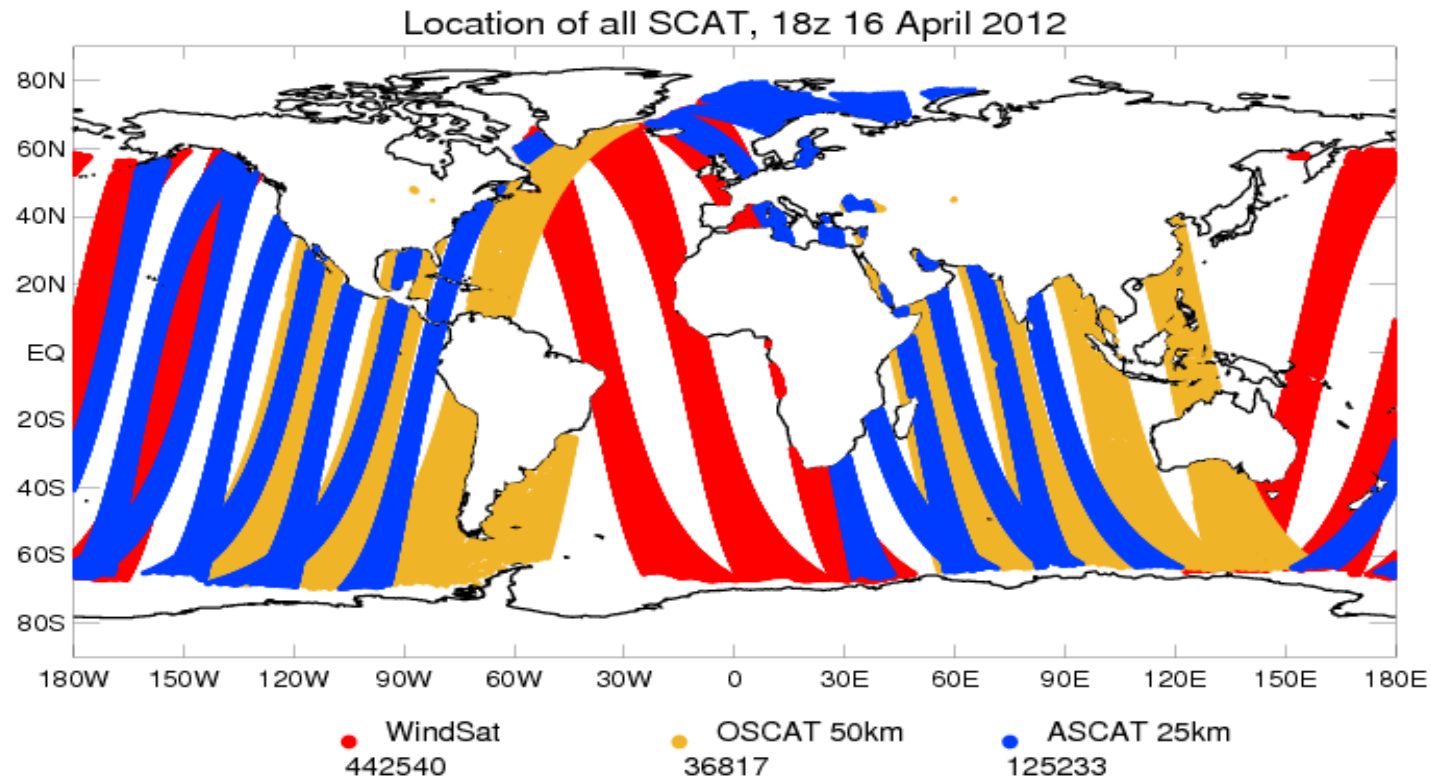 Location of all SCAT, 18z 16 April 2012
80N
60N
40N
20N
EQ
20S
40S
60S
80S
180W 150W 120W 90W 60W 30W 0 30E 60E 90E 120E 150E 180E
WindSat OSCAT 50km ASCAT 25km
442540 36817 125233